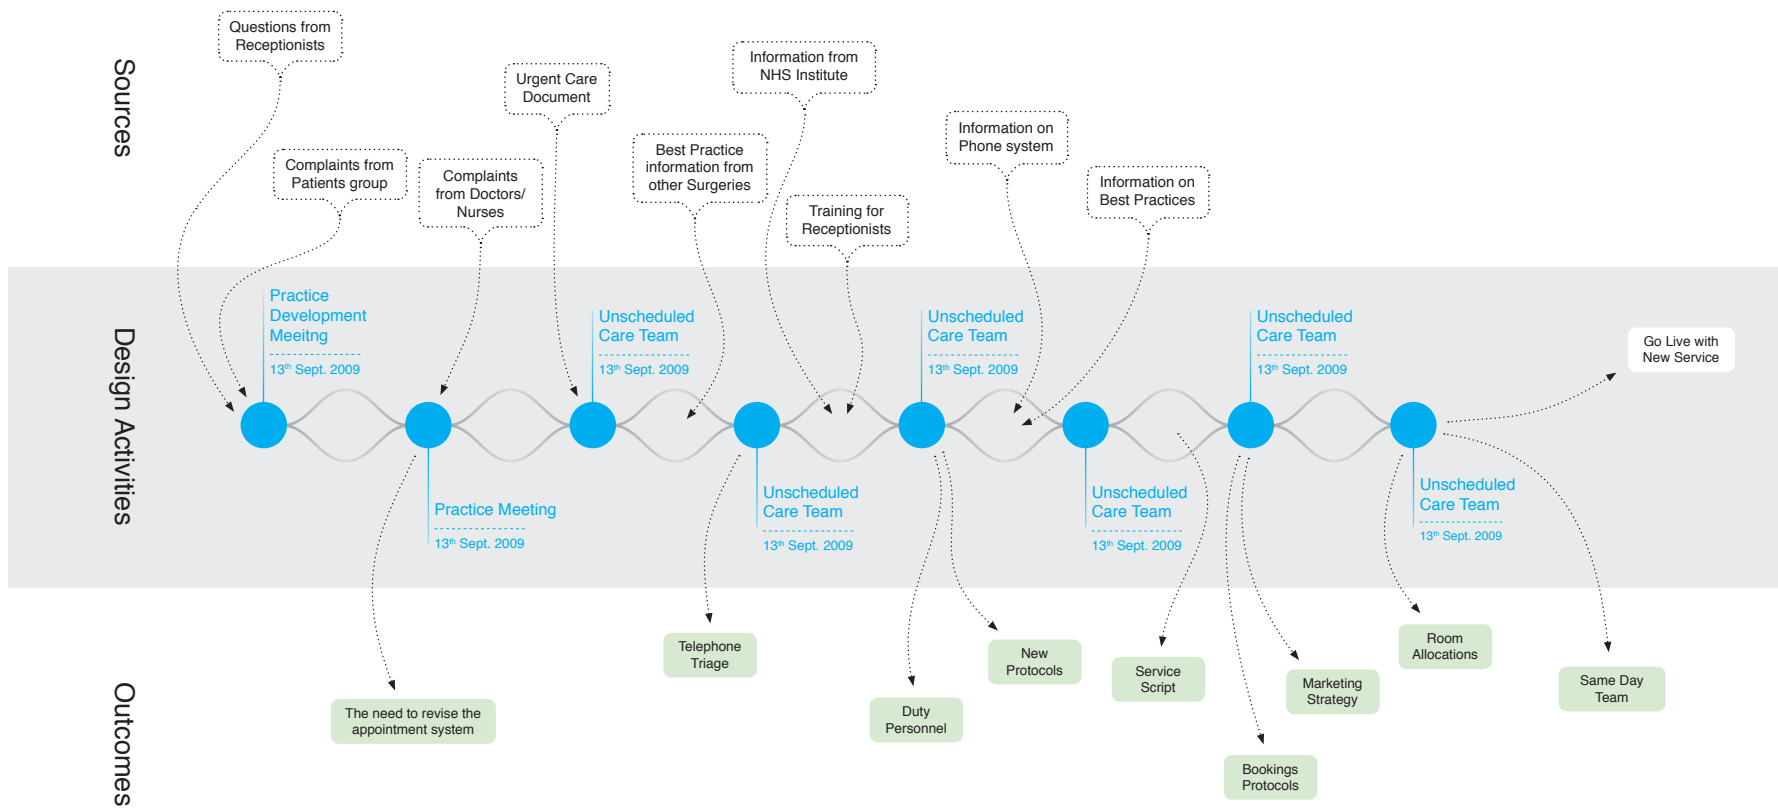 Sources
Questions from
Receptionists
Complaints from
Patients group
Complaints
from Doctors/
Nurses
Urgent Care
Document
Best Practice
information from
other Surgeries
Information from
NHS Institute
Training for
Receptionists
Information on
Phone system
Information on
Best Practices
Design Activities
Practice
Development
Meeitng
13th Sept. 2009
Practice Meeting
13th Sept. 2009
Unscheduled
Care Team
13th Sept. 2009
Unscheduled
Care Team
13th Sept. 2009
Unscheduled
Care Team
13th Sept. 2009
Unscheduled
Care Team
13th Sept. 2009
Unscheduled
Care Team
13th Sept. 2009
Unscheduled
Care Team
13th Sept. 2009
Go Live with
New Service
Outcomes
The need to revise the
appointment system
Telephone
Triage
Duty
Personnel
New
Protocols
Service
Script
Bookings
Protocols
Marketing
Strategy
Room
Allocations
Same Day
Team